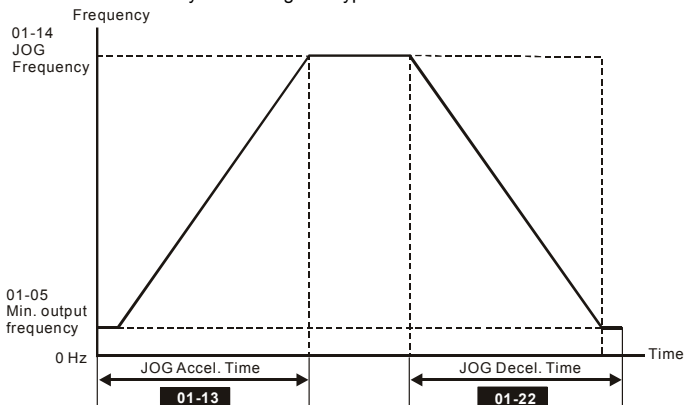 Frequency
01-14
JOG
Frequency
01-05
Min. output
frequency
0 Hz
Time
JOG Accel. Time
JOG Decel. Time
01-13
01-22